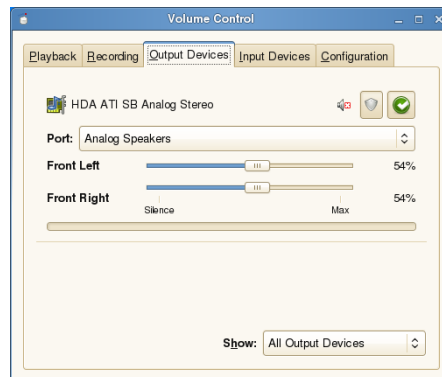 Volume Control
Playback Recording Output Devices Input Devices Configuration
HDA ATI SB Analog Stereo
Port: Analog Speakers
Front Left 54%
Front Right 54%
Silence Max
Show: All Output Devices